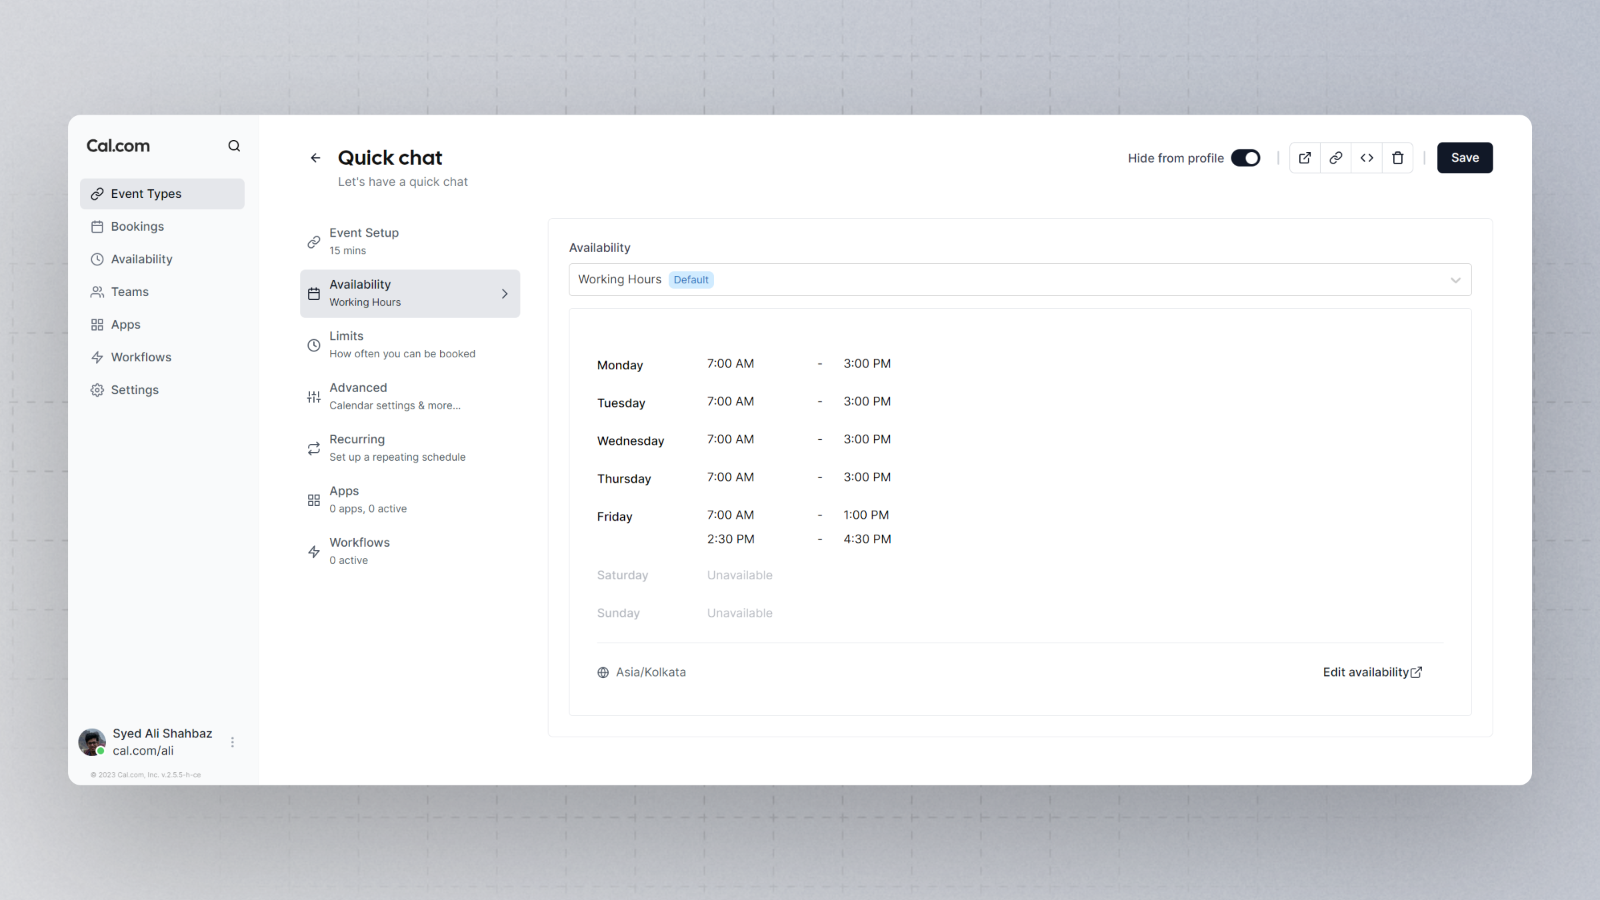 Cal.com
Event Types
Bookings
Availability
Teams
Apps
Workflows
Settings
Syed Ali Shahbaz
cal.com/ali
© 2023 Cal.com, Inc. v.2.5.5-h-ce
Quick chat
Let's have a quick chat
Hide from profile
Save
Event Setup
15 mins
Availability
Working Hours
Limits
How often you can be booked
Advanced
Calendar settings & more...
Recurring
Set up a repeating schedule
Apps
0 apps, 0 active
Workflows
0 active
Availability
Working Hours Default
Monday 7:00 AM - 3:00 PM
Tuesday 7:00 AM - 3:00 PM
Wednesday 7:00 AM - 3:00 PM
Thursday 7:00 AM - 3:00 PM
Friday 7:00 AM - 1:00 PM
2:30 PM - 4:30 PM
Saturday Unavailable
Sunday Unavailable
Asia/Kolkata
Edit availability